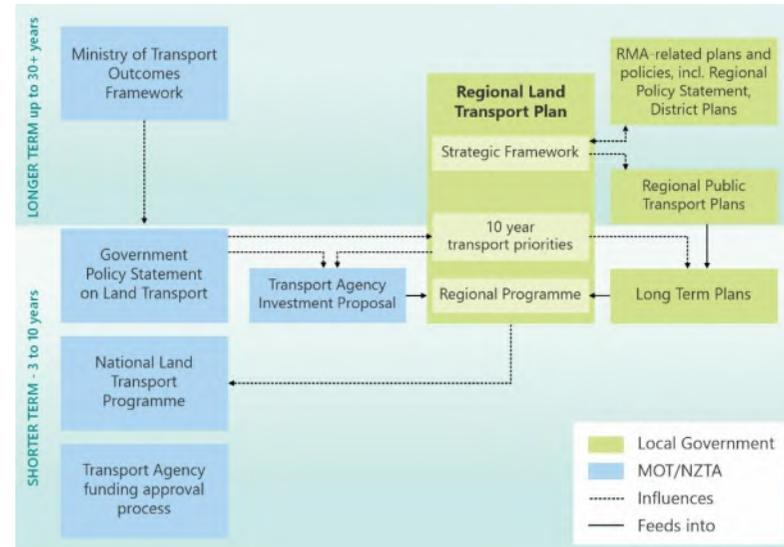 LONGER TERM up to 30+ years
Ministry of Transport
Outcomes
Framework
Regional Land
Transport Plan
Strategic Framework
RMA-related plans and
policies, incl. Regional
Policy Statement,
District Plans
Regional Public
Transport Plans
SHORTER TERM - 3 to 10 years
Government
Policy Statement
on Land Transport
10 year
transport priorities
Transport Agency
Investment Proposal
Regional Programme
Long Term Plans
National Land
Transport
Programme
Transport Agency
funding approval
process
Local Government
MOT/NZTA
Influences
Feeds into